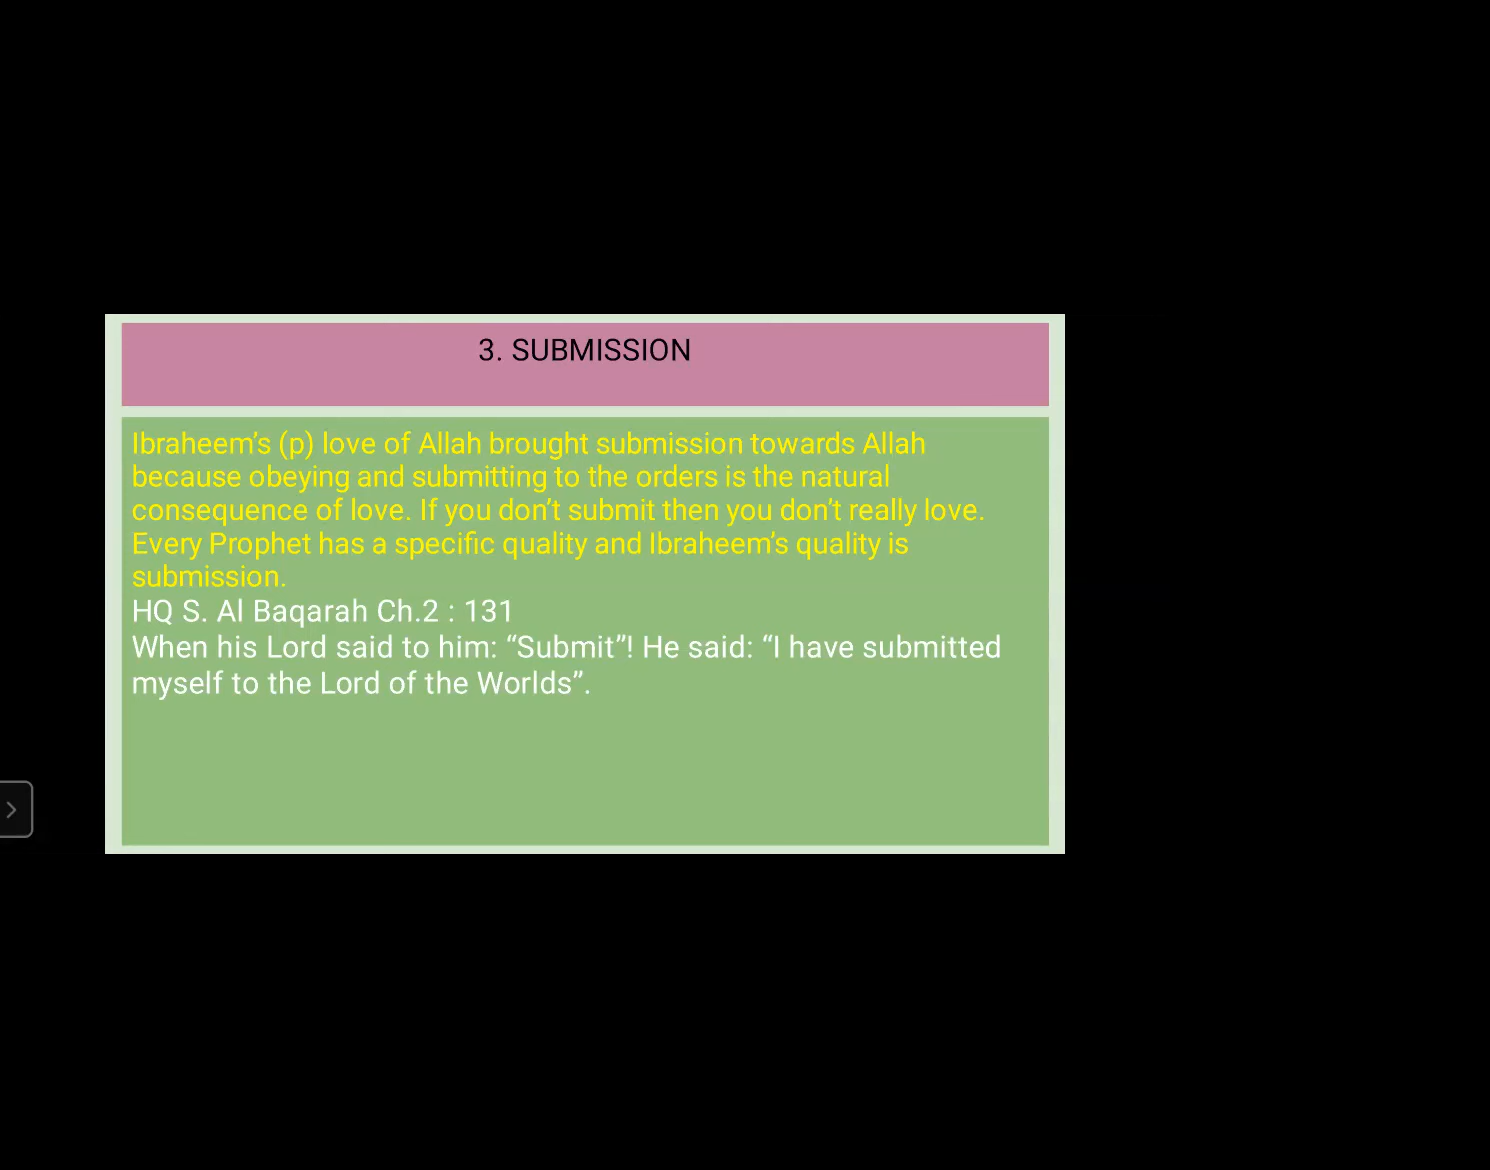 3. SUBMISSION
Ibraheem’s (p) love of Allah brought submission towards Allah
because obeying and submitting to the orders is the natural
consequence of love. If you don’t submit then you don’t really love.
Every Prophet has a specific quality and Ibraheem’s quality is
submission.
HQ S. Al Baqarah Ch.2 : 131
When his Lord said to him: “Submit”! He said: “I have submitted
myself to the Lord of the Worlds”.